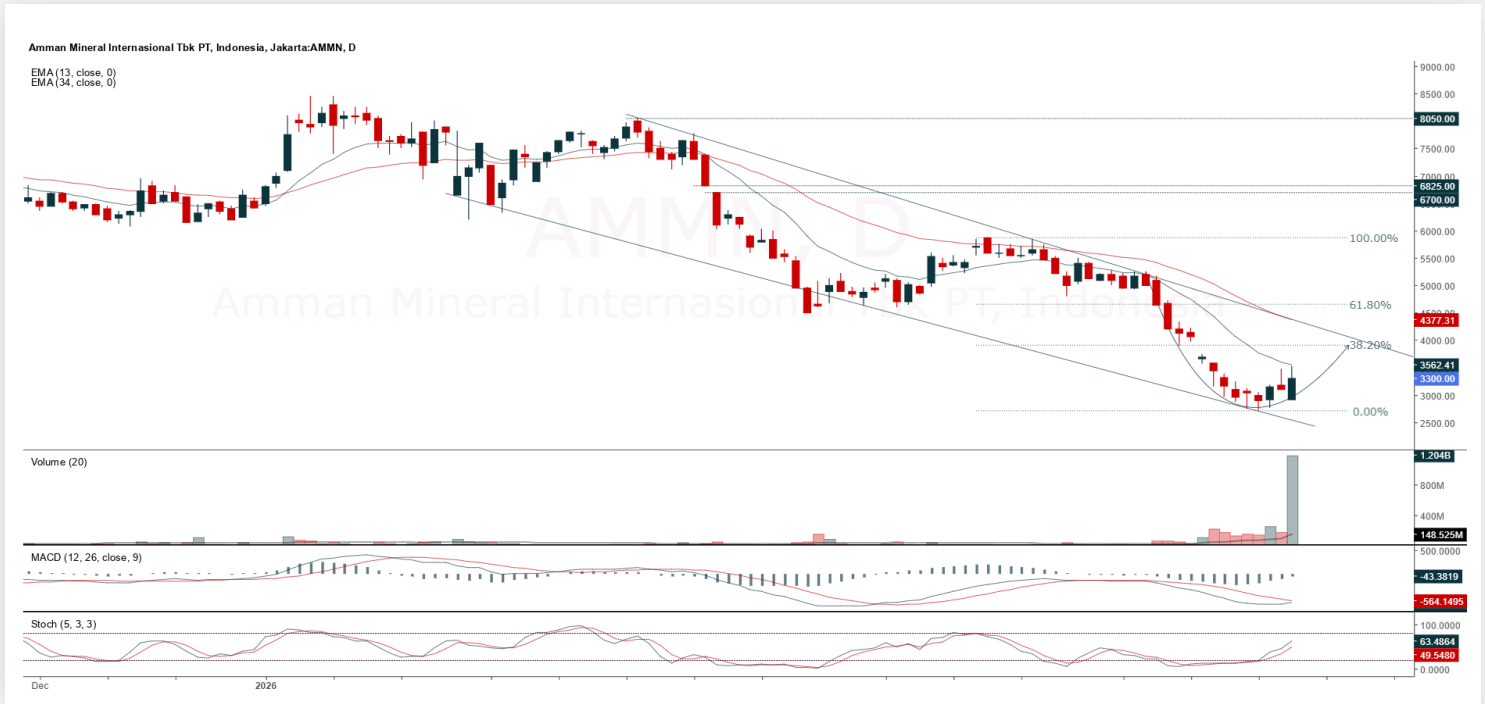 Amman Mineral Internasional Tbk PT, Indonesia, Jakarta:AMMN, D
EMA (13, close, 0)
EMA (34, close, 0)
AMMN, D
Amman Mineral Internasional Tbk PT, Indonesia
9000.00
8500.00
8050.00
7500.00
7000.00
6825.00
6700.00
6000.00
100.00%
5500.00
5000.00
61.80%
4500.00
4377.31
4000.00
38.20%
3562.41
3300.00
3000.00
0.00%
2500.00
Volume (20)
1.204B
800M
400M
148.525M
MACD (12, 26, close, 9)
500.0000
-43.3819
-564.1495
Stoch (5, 3, 3)
100.0000
63.4864
49.5480
0.0000
Dec
2026